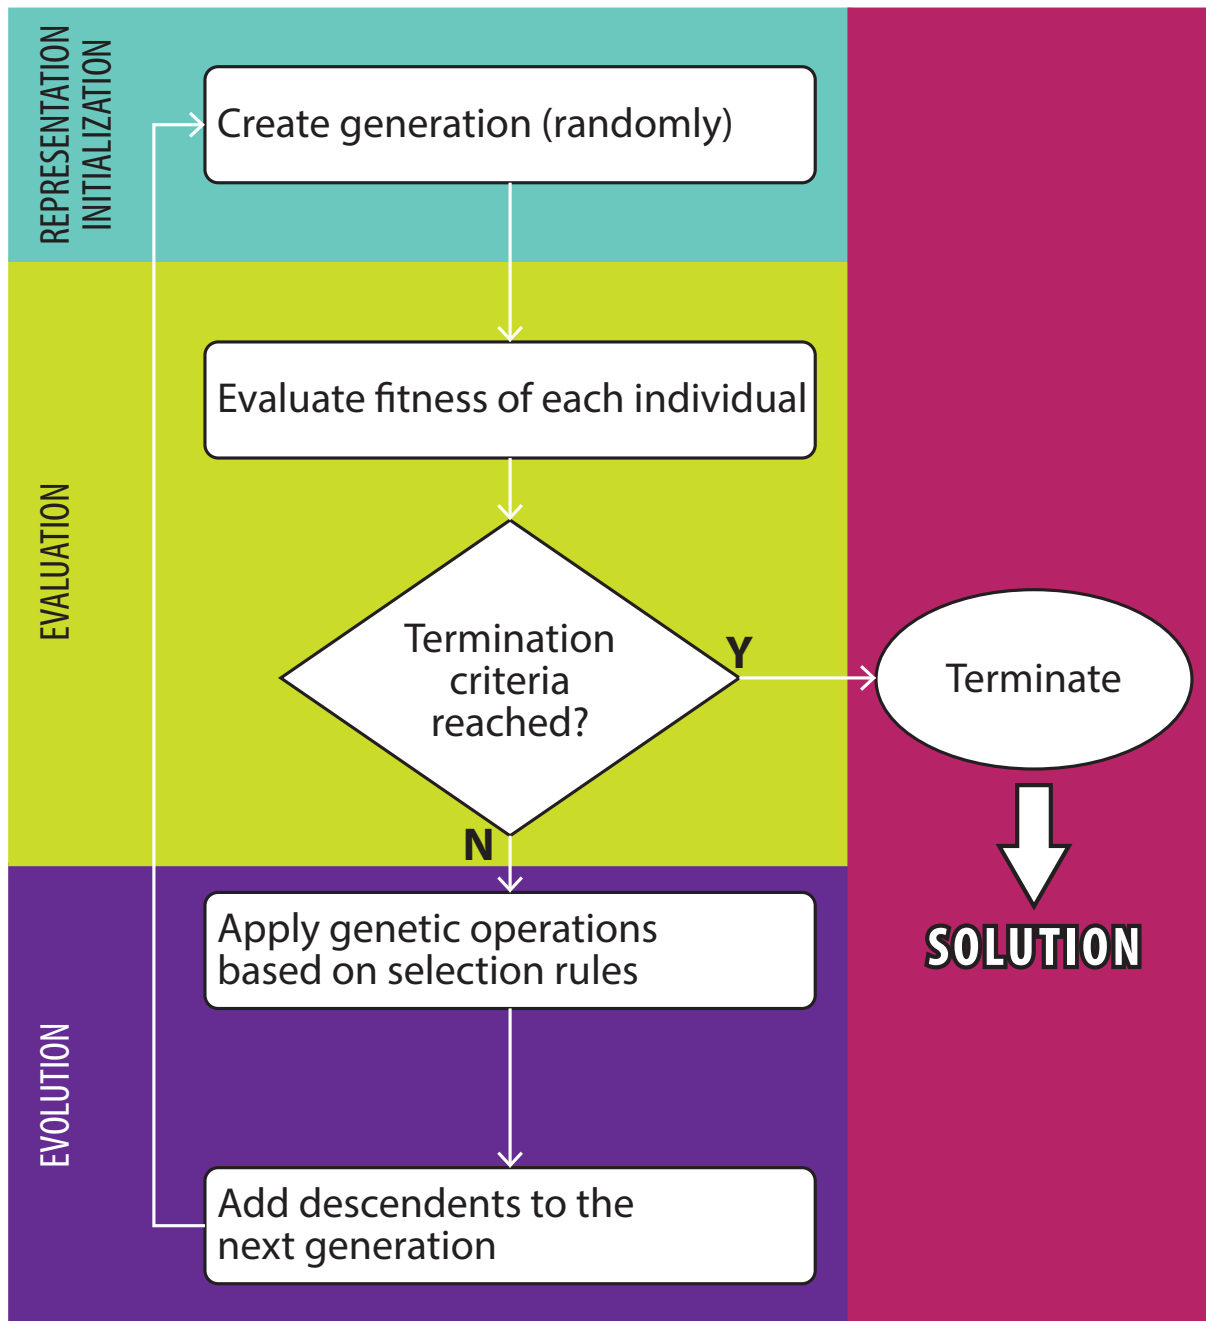 REPRESENTATION
INITIALIZATION
Create generation (randomly)
EVALUATION
Evaluate fitness of each individual
Termination
criteria
reached?
Y
N
Terminate
SOLUTION
EVOLUTION
Apply genetic operations
based on selection rules
Add descendents to the
next generation